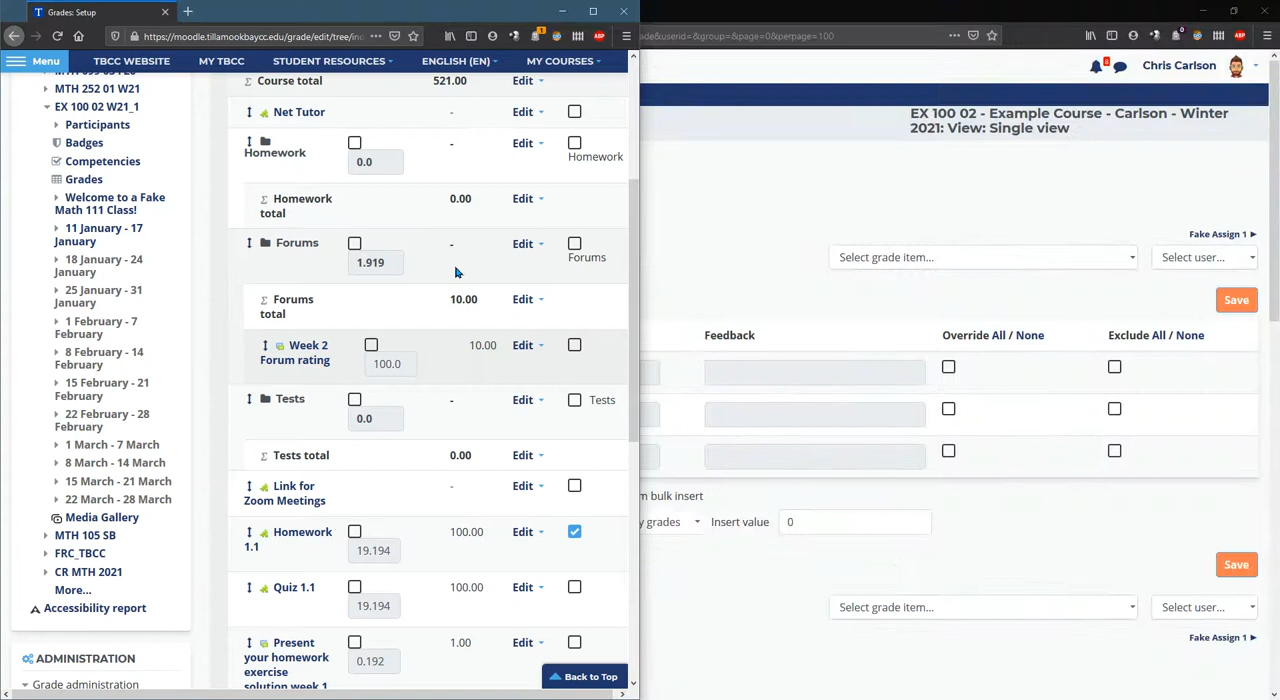 Grades: Setup
https://moodle.tillamookbaycc.edu/grade/edit/tree/in
ade&userid=&group=&page=0&perpage=100
Menu
TBCC WEBSITE
MY TBCC
STUDENT RESOURCES
ENGLISH (EN)
MY COURSES
Chris Carlson
MTH 252 01 W21
EX 100 02 W21_1
Participants
Badges
Competencies
Grades
Welcome to a Fake
Math 111 Class!
11 January - 17
January
18 January - 24
January
25 January - 31
January
1 February - 7
February
8 February - 14
February
15 February - 21
February
22 February - 28
February
1 March - 7 March
8 March - 14 March
15 March - 21 March
22 March - 28 March
Media Gallery
MTH 105 SB
FRC_TBCC
CR MTH 2021
More...
Accessibility report
ADMINISTRATION
Grade administration
Course total 521.00 Edit
Net Tutor - Edit
Homework 0.0 - Edit Homework
Homework
total 0.00 Edit
Forums 1.919 - Edit Forums
Forums
total 10.00 Edit
Week 2
Forum rating 100.0 10.00 Edit
Tests 0.0 - Edit Tests
Tests total 0.00 Edit
Link for
Zoom Meetings - Edit
Homework
1.1 19.194 100.00 Edit
Quiz 1.1 19.194 100.00 Edit
Present
your homework
exercise
solution week 1 0.192 1.00 Edit
Back to Top
EX 100 02 - Example Course - Carlson - Winter
2021: View: Single view
Fake Assign 1
Select grade item...
Select user...
Save
Feedback
Override All / None
Exclude All / None
m bulk insert
y grades
Insert value
0
Save
Select grade item...
Select user...
Fake Assign 1